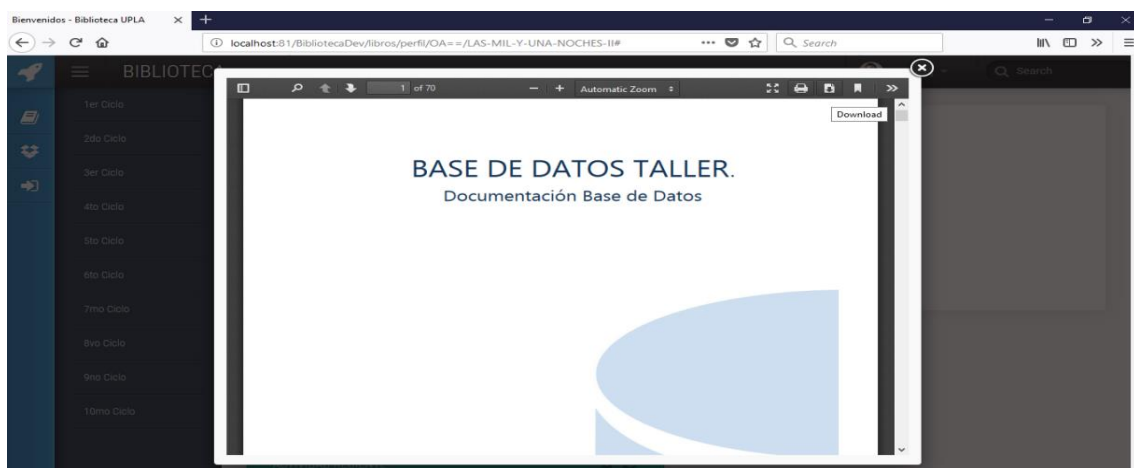 Bienvenidos - Biblioteca UPLA
localhost:81/BibliotecaDev/libros/perfil/OA==/LAS-MIL-Y-UNA-NOCHES-II#
Search
BIBLIOTECA
Search
1 of 70
Automatic Zoom
Download
1er Ciclo
2do Ciclo
3er Ciclo
4to Ciclo
5to Ciclo
6to Ciclo
7mo Ciclo
8vo Ciclo
9no Ciclo
10mo Ciclo
BASE DE DATOS TALLER.
Documentación Base de Datos